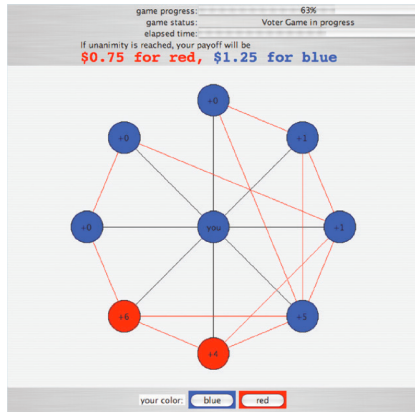 game progress: 63%
game status: Voter Game in progress
elapsed time:
If unanimity is reached, your payoff will be
$0.75 for red, $1.25 for blue
+0
+0
+1
+0
you
+1
+6
+5
+4
your color: blue red